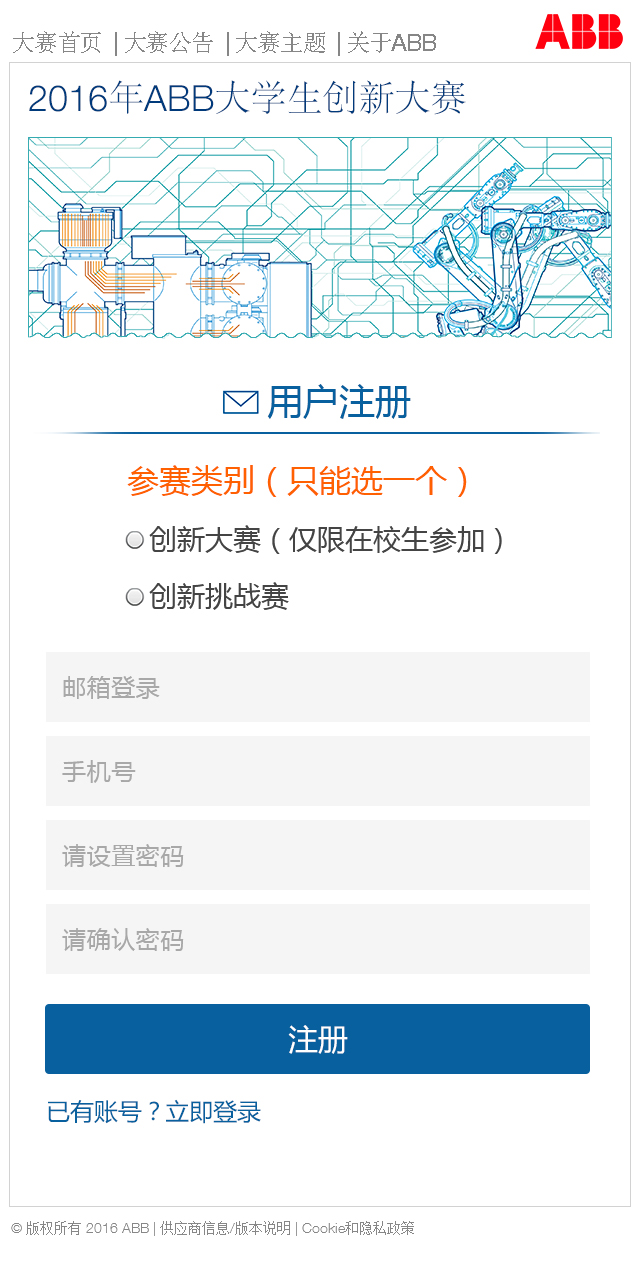 大赛首页 | 大赛公告 | 大赛主题 | 关于ABB
ABB
2016年ABB大学生创新大赛
用户注册
参赛类别（只能选一个）
创新大赛（仅限在校生参加）
创新挑战赛
邮箱登录
手机号
请设置密码
请确认密码
注册
已有账号？立即登录
© 版权所有 2016 ABB | 供应商信息/版本说明 | Cookie和隐私政策